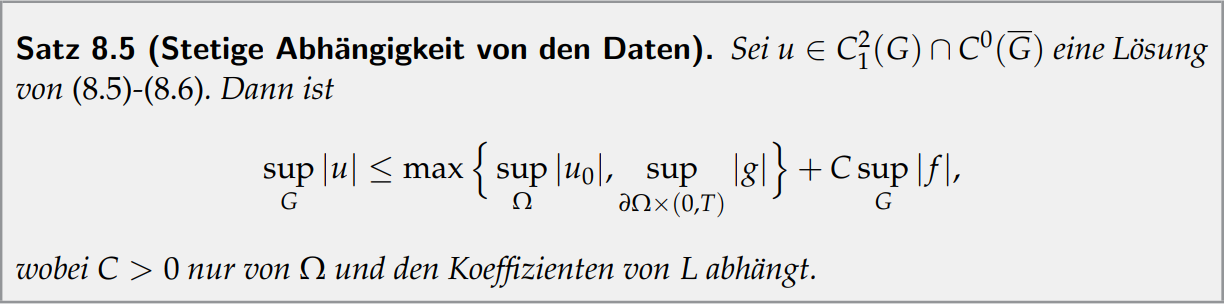 Satz 8.5 (Stetige Abhängigkeit von den Daten). Sei u ∈ C₁²(G) ∩ C⁰(G̅) eine Lösung
von (8.5)-(8.6). Dann ist
sup_G |u| ≤ max { sup_Ω |u₀|, sup_{∂Ω×(0,T)} |g| } + C sup_G |f|,
wobei C > 0 nur von Ω und den Koeffizienten von L abhängt.